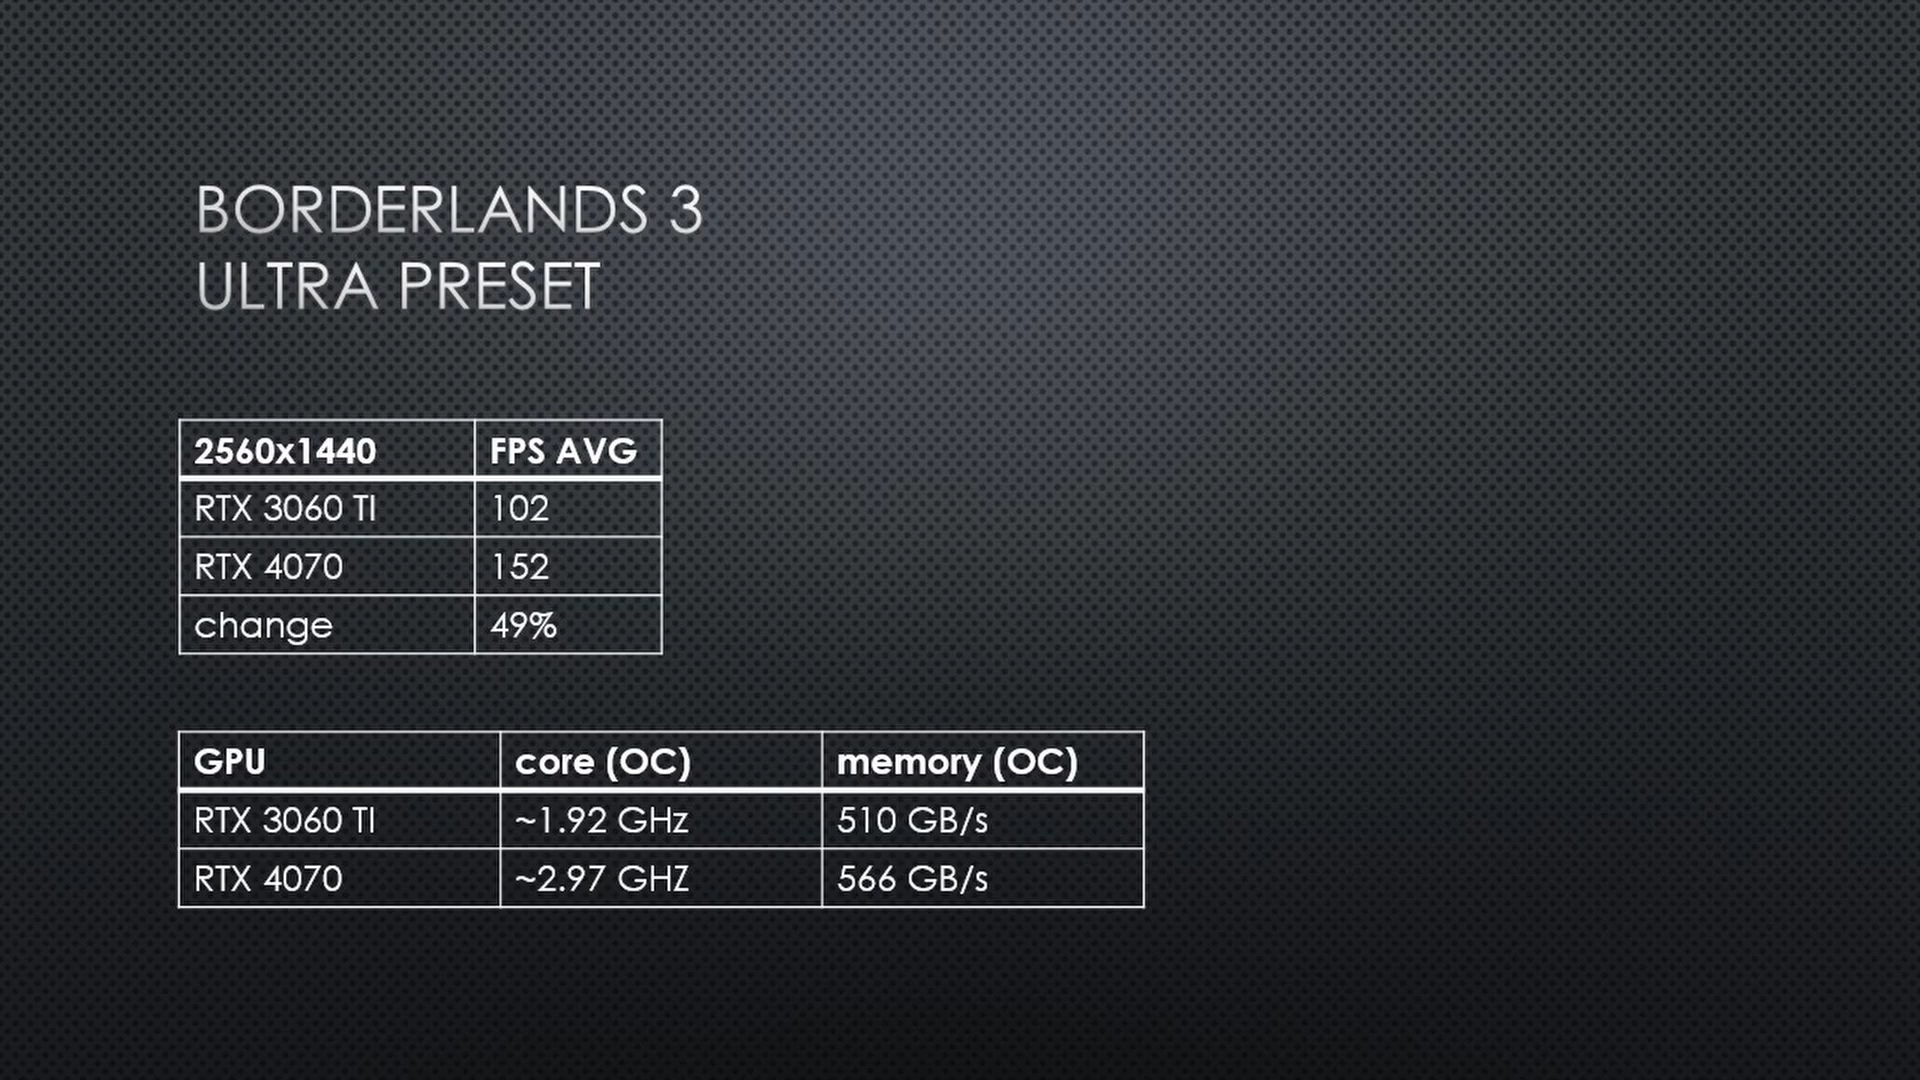 BORDERLANDS 3
ULTRA PRESET
2560x1440 FPS AVG
RTX 3060 TI 102
RTX 4070 152
change 49%
GPU core (OC) memory (OC)
RTX 3060 TI ~1.92 GHz 510 GB/s
RTX 4070 ~2.97 GHZ 566 GB/s